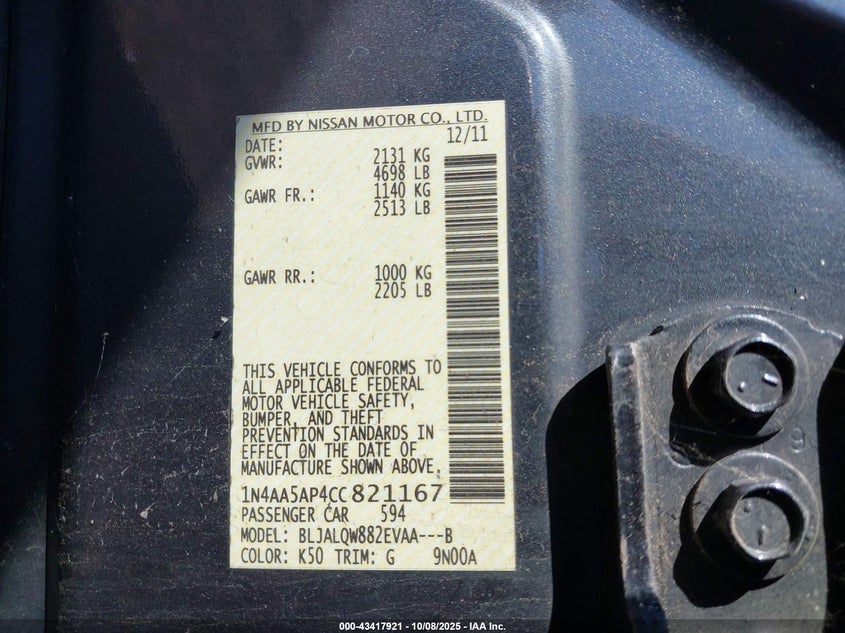 MFD BY NISSAN MOTOR CO., LTD.
DATE: 12/11
GVWR: 2131 KG
4698 LB
GAWR FR.: 1140 KG
2513 LB
GAWR RR.: 1000 KG
2205 LB
THIS VEHICLE CONFORMS TO
ALL APPLICABLE FEDERAL
MOTOR VEHICLE SAFETY,
BUMPER, AND THEFT
PREVENTION STANDARDS IN
EFFECT ON THE DATE OF
MANUFACTURE SHOWN ABOVE.
1N4AA5AP4CC821167
PASSENGER CAR 594
MODEL: BLJALQW882EVAA---B
COLOR: K50 TRIM: G 9N00A
9
000-43417921 - 10/08/2025 - IAA Inc.